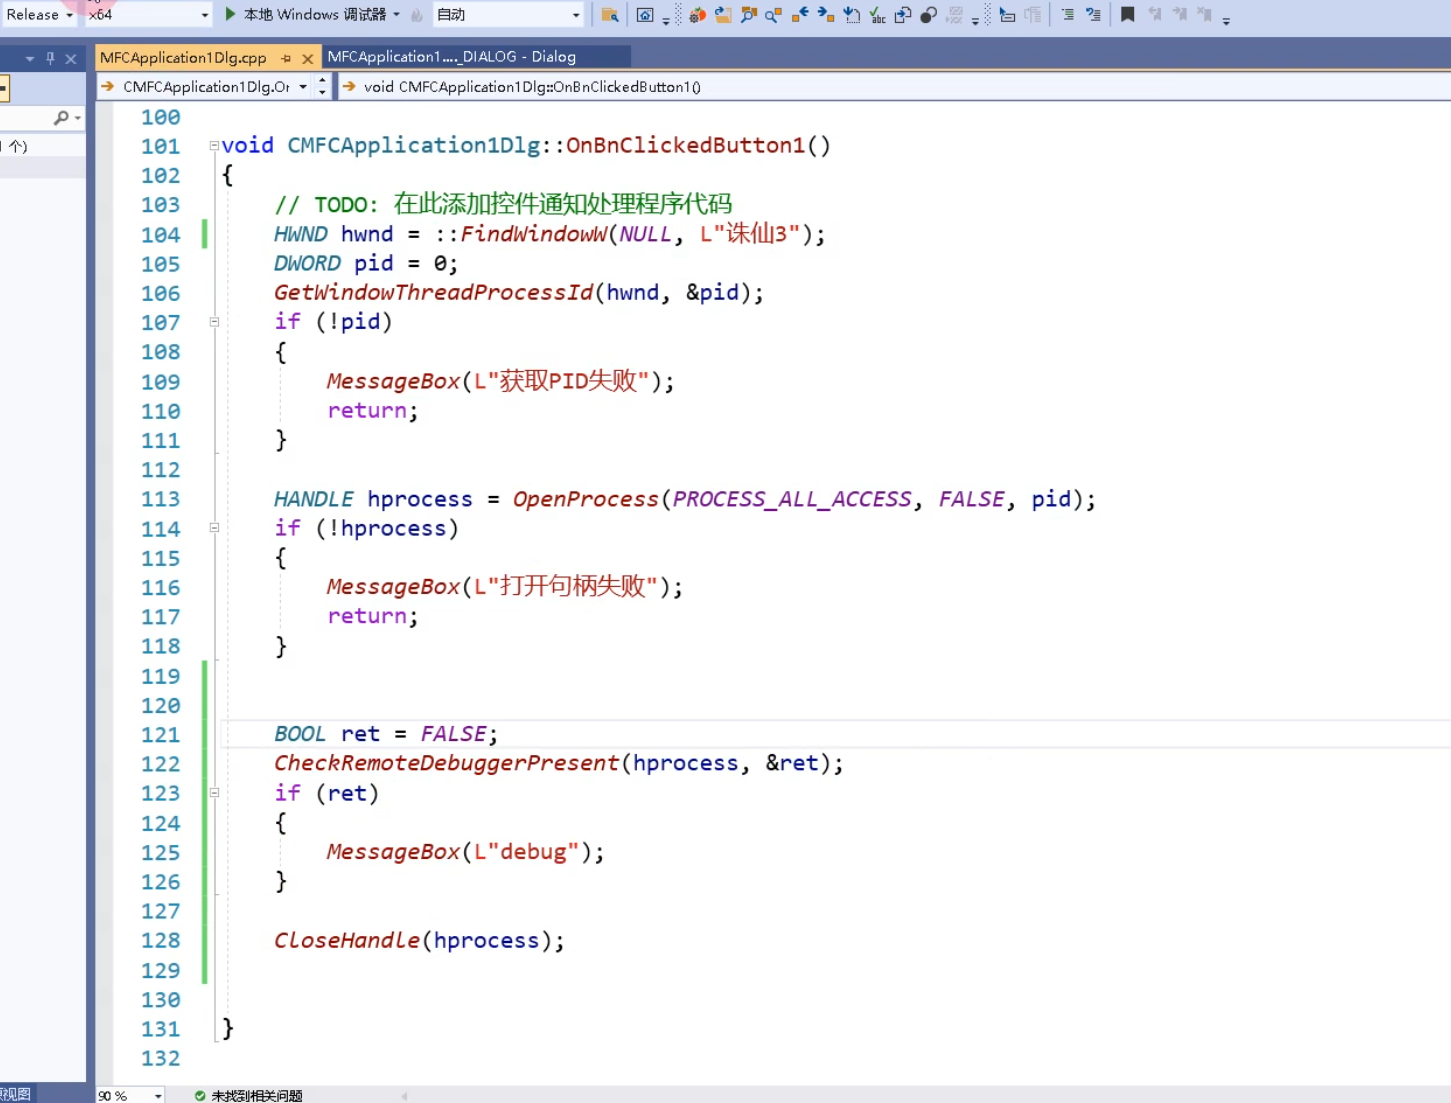 Release x64 本地 Windows 调试器 自动
MFCApplication1Dlg.cpp MFCApplication1...._DIALOG - Dialog
CMFCApplication1Dlg.Or void CMFCApplication1Dlg::OnBnClickedButton1()
个)
100
101 void CMFCApplication1Dlg::OnBnClickedButton1()
102 {
103 // TODO: 在此添加控件通知处理程序代码
104 HWND hwnd = ::FindWindowW(NULL, L"诛仙3");
105 DWORD pid = 0;
106 GetWindowThreadProcessId(hwnd, &pid);
107 if (!pid)
108 {
109 MessageBox(L"获取PID失败");
110 return;
111 }
112
113 HANDLE hprocess = OpenProcess(PROCESS_ALL_ACCESS, FALSE, pid);
114 if (!hprocess)
115 {
116 MessageBox(L"打开句柄失败");
117 return;
118 }
119
120
121 BOOL ret = FALSE;
122 CheckRemoteDebuggerPresent(hprocess, &ret);
123 if (ret)
124 {
125 MessageBox(L"debug");
126 }
127
128 CloseHandle(hprocess);
129
130
131 }
132
视图 90 % 未找到相关问题